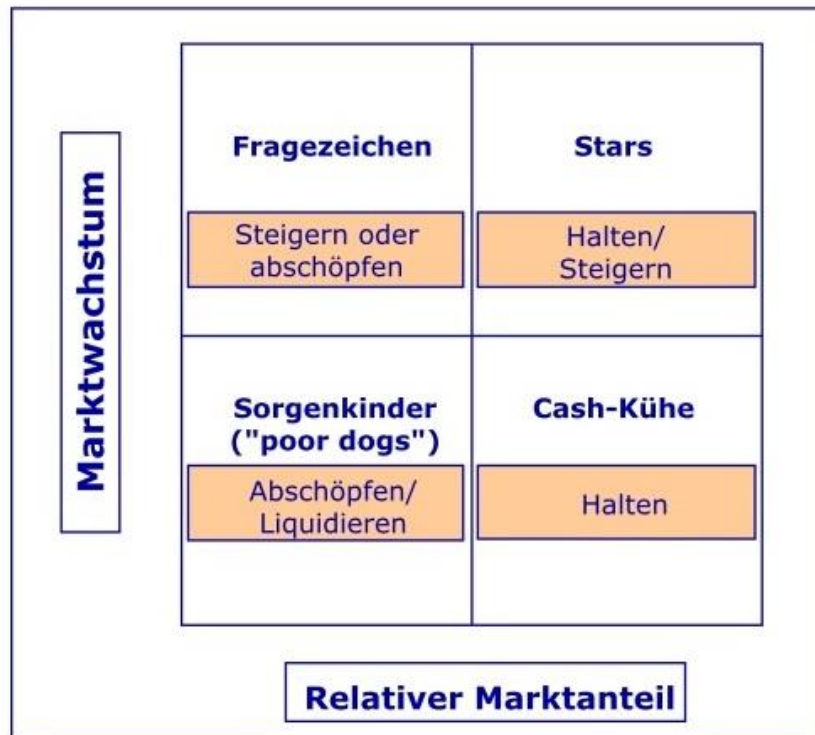 Marktwachstum
Fragezeichen
Steigern oder
abschöpfen
Stars
Halten/
Steigern
Sorgenkinder
("poor dogs")
Abschöpfen/
Liquidieren
Cash-Kühe
Halten
Relativer Marktanteil